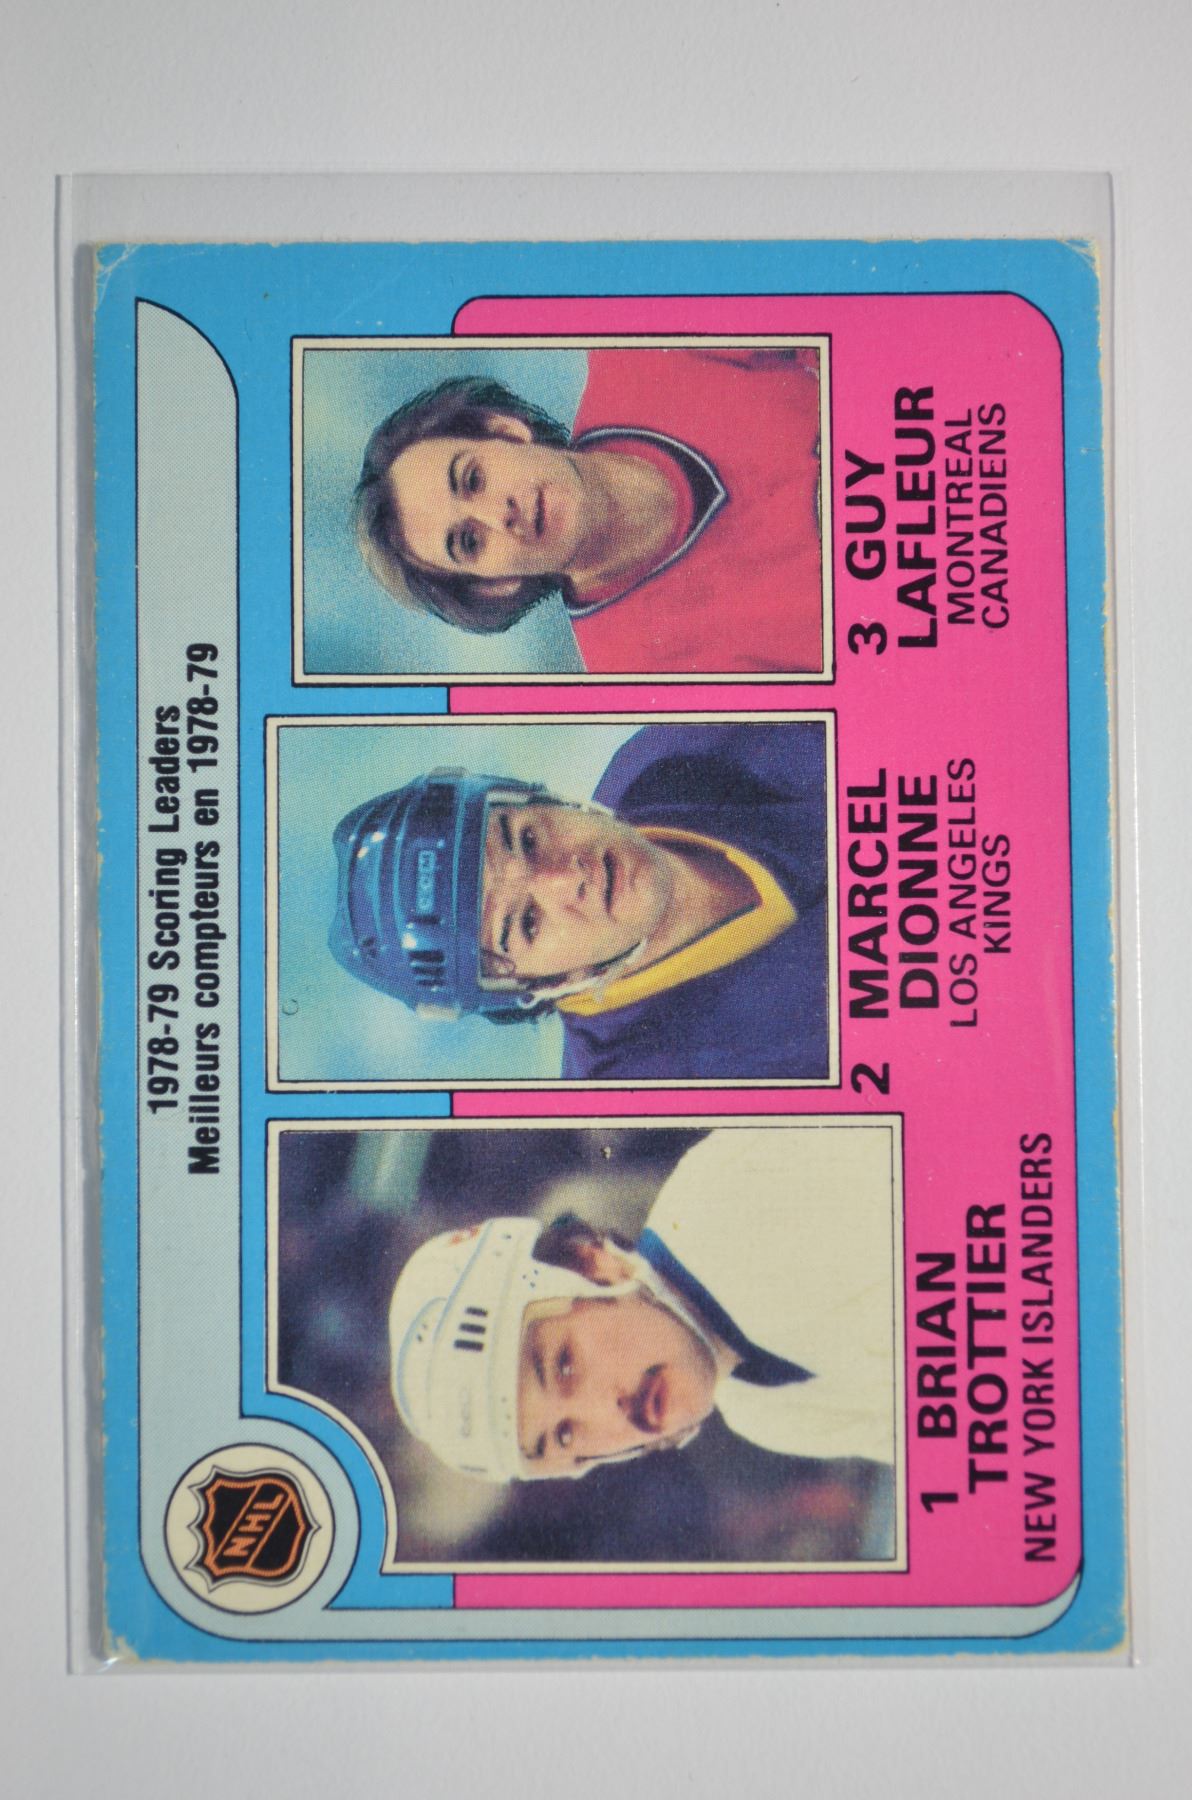 1978-79 Scoring Leaders
Meilleurs compteurs en 1978-79
NHL
CCM
1 BRIAN
TROTTIER
NEW YORK ISLANDERS
2 MARCEL
DIONNE
LOS ANGELES
KINGS
3 GUY
LAFLEUR
MONTREAL
CANADIENS